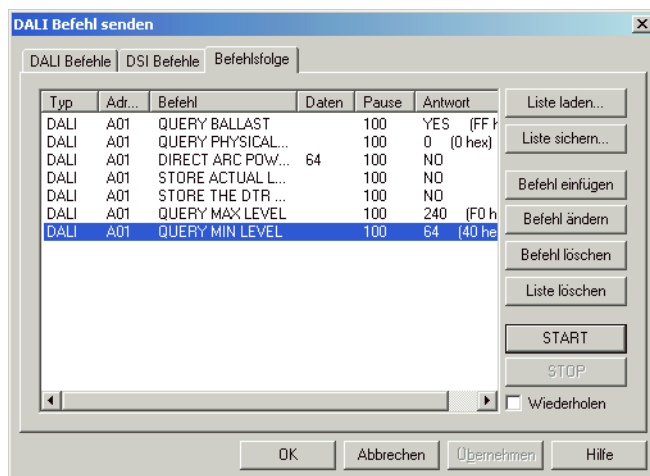 DALI Befehl senden
DALI Befehle DSI Befehle Befehlsfolge
Typ Adr... Befehl Daten Pause Antwort
DALI A01 QUERY BALLAST 100 YES (FF h
DALI A01 QUERY PHYSICAL... 100 0 (0 hex)
DALI A01 DIRECT ARC POW... 64 100 NO
DALI A01 STORE ACTUAL L... 100 NO
DALI A01 STORE THE DTR ... 100 NO
DALI A01 QUERY MAX LEVEL 100 240 (F0 h
DALI A01 QUERY MIN LEVEL 100 64 (40 he
Liste laden...
Liste sichern...
Befehl einfügen
Befehl ändern
Befehl löschen
Liste löschen
START
STOP
Wiederholen
OK Abbrechen Übernehmen Hilfe